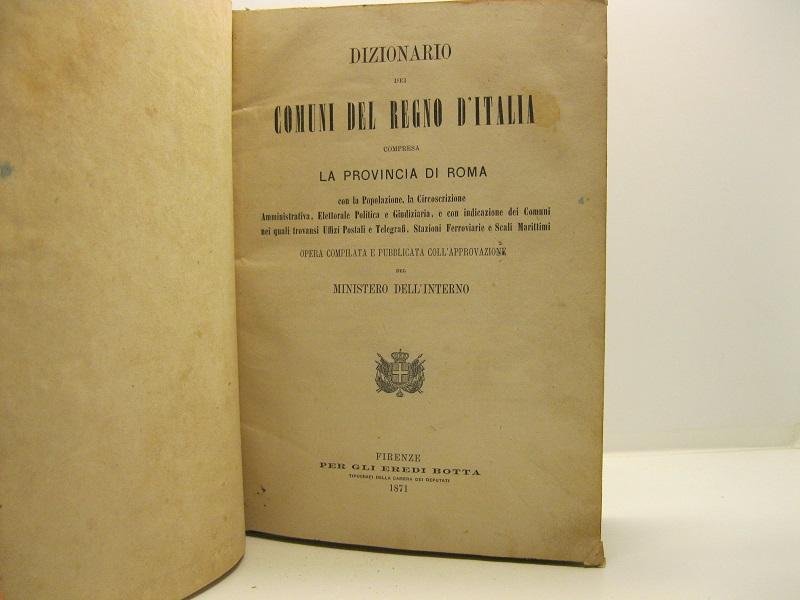 DIZIONARIO
DEI
COMUNI DEL REGNO D'ITALIA
COMPRESA
LA PROVINCIA DI ROMA
con la Popolazione, la Circoscrizione
Amministrativa, Elettorale Politica e Giudiziaria, e con indicazione dei Comuni
nei quali trovansi Uffizi Postali e Telegrafi, Stazioni Ferroviarie e Scali Marittimi
OPERA COMPILATA E PUBBLICATA COLL'APPROVAZIONE
DEL
MINISTERO DELL'INTERNO
FIRENZE
PER GLI EREDI BOTTA
TIPOGRAFI DELLA CAMERA DEI DEPUTATI
1871